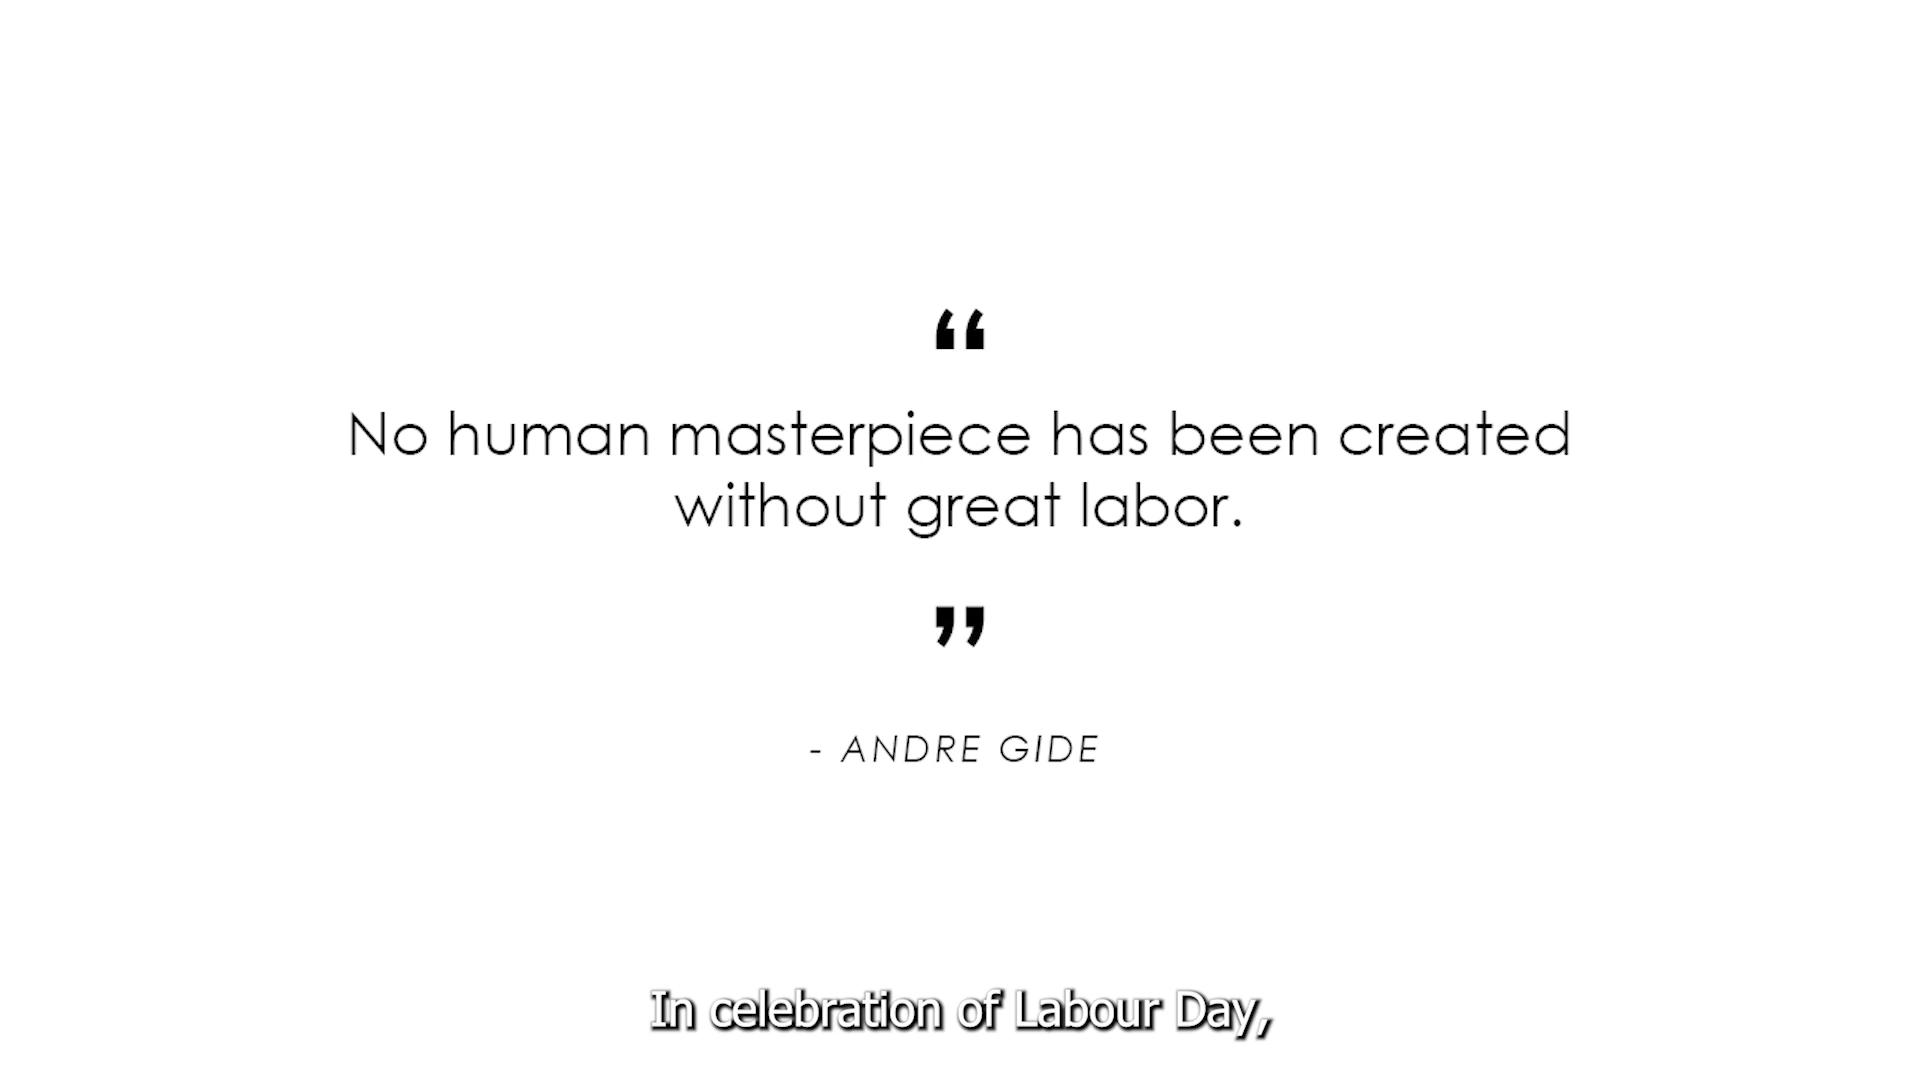 “
No human masterpiece has been created
without great labor.
”
- ANDRE GIDE
In celebration of Labour Day,